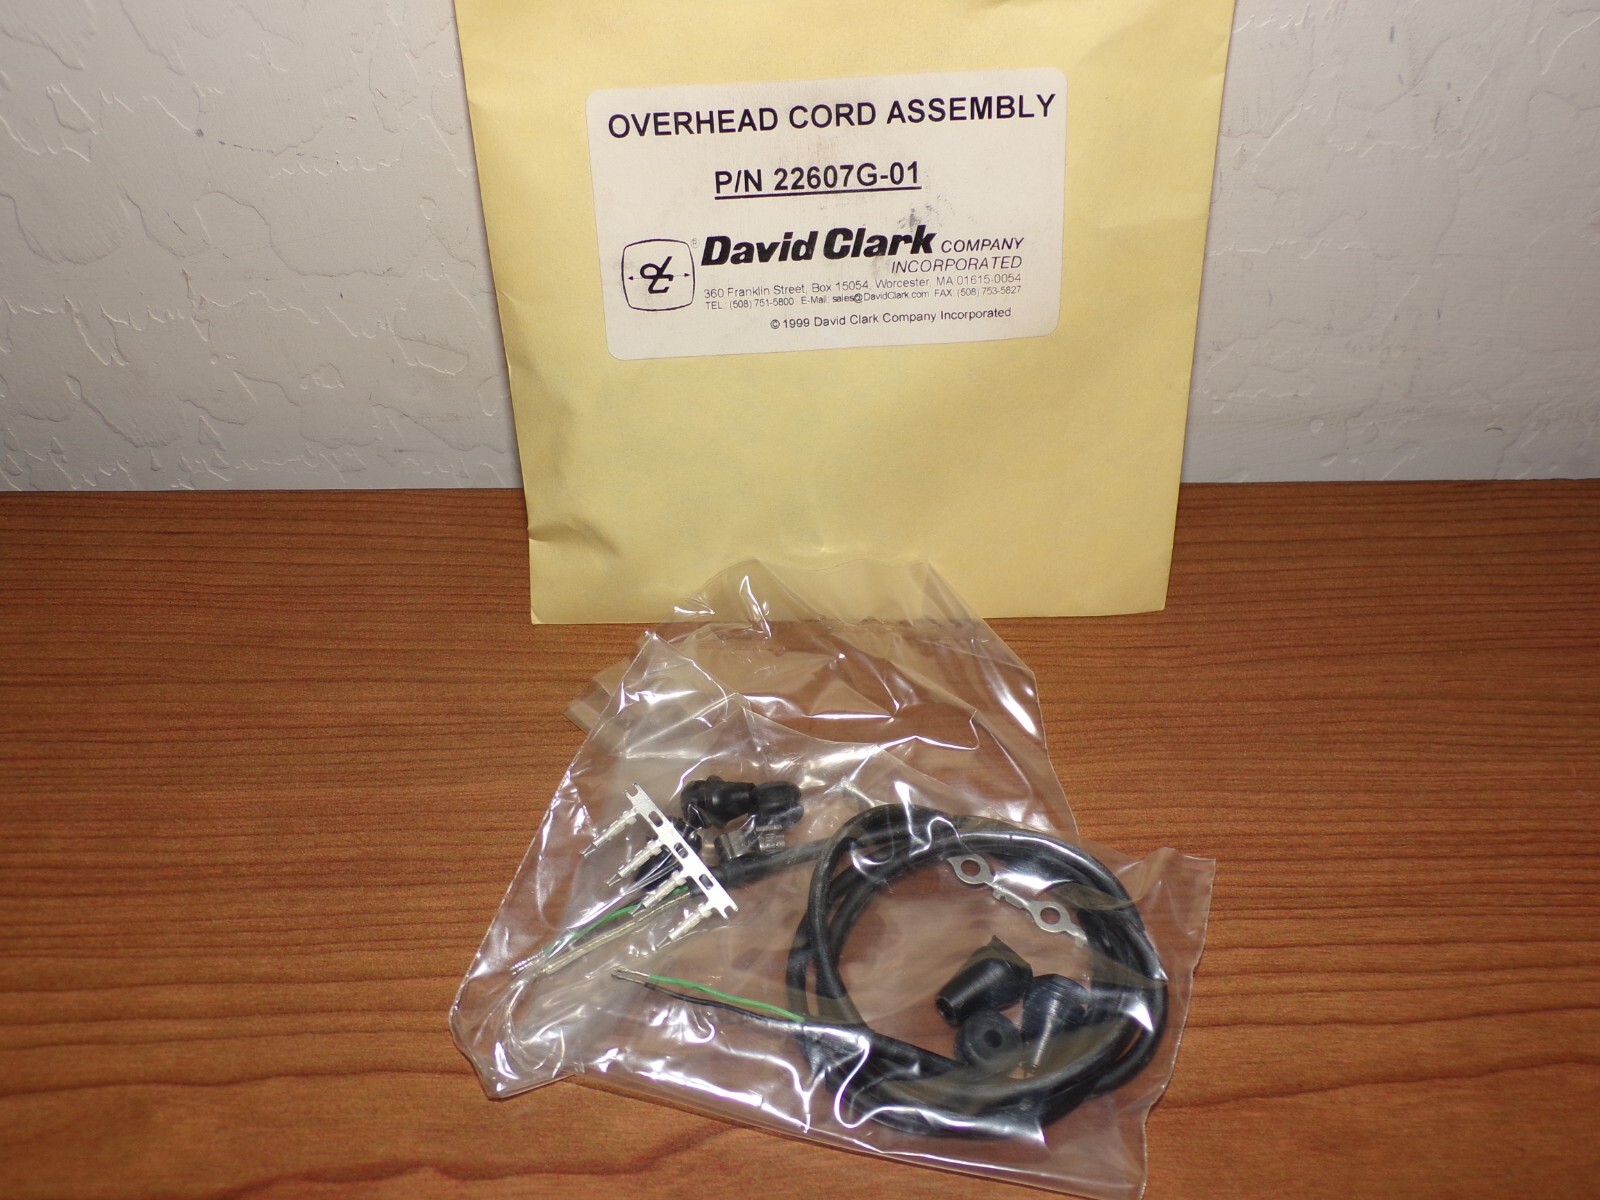 OVERHEAD CORD ASSEMBLY
P/N 22607G-01
® David Clark COMPANY
INCORPORATED
360 Franklin Street, Box 15054, Worcester, MA 01615-0054
TEL: (508) 751-5800 E-Mail: sales@DavidClark.com FAX: (508) 753-5827
© 1999 David Clark Company Incorporated